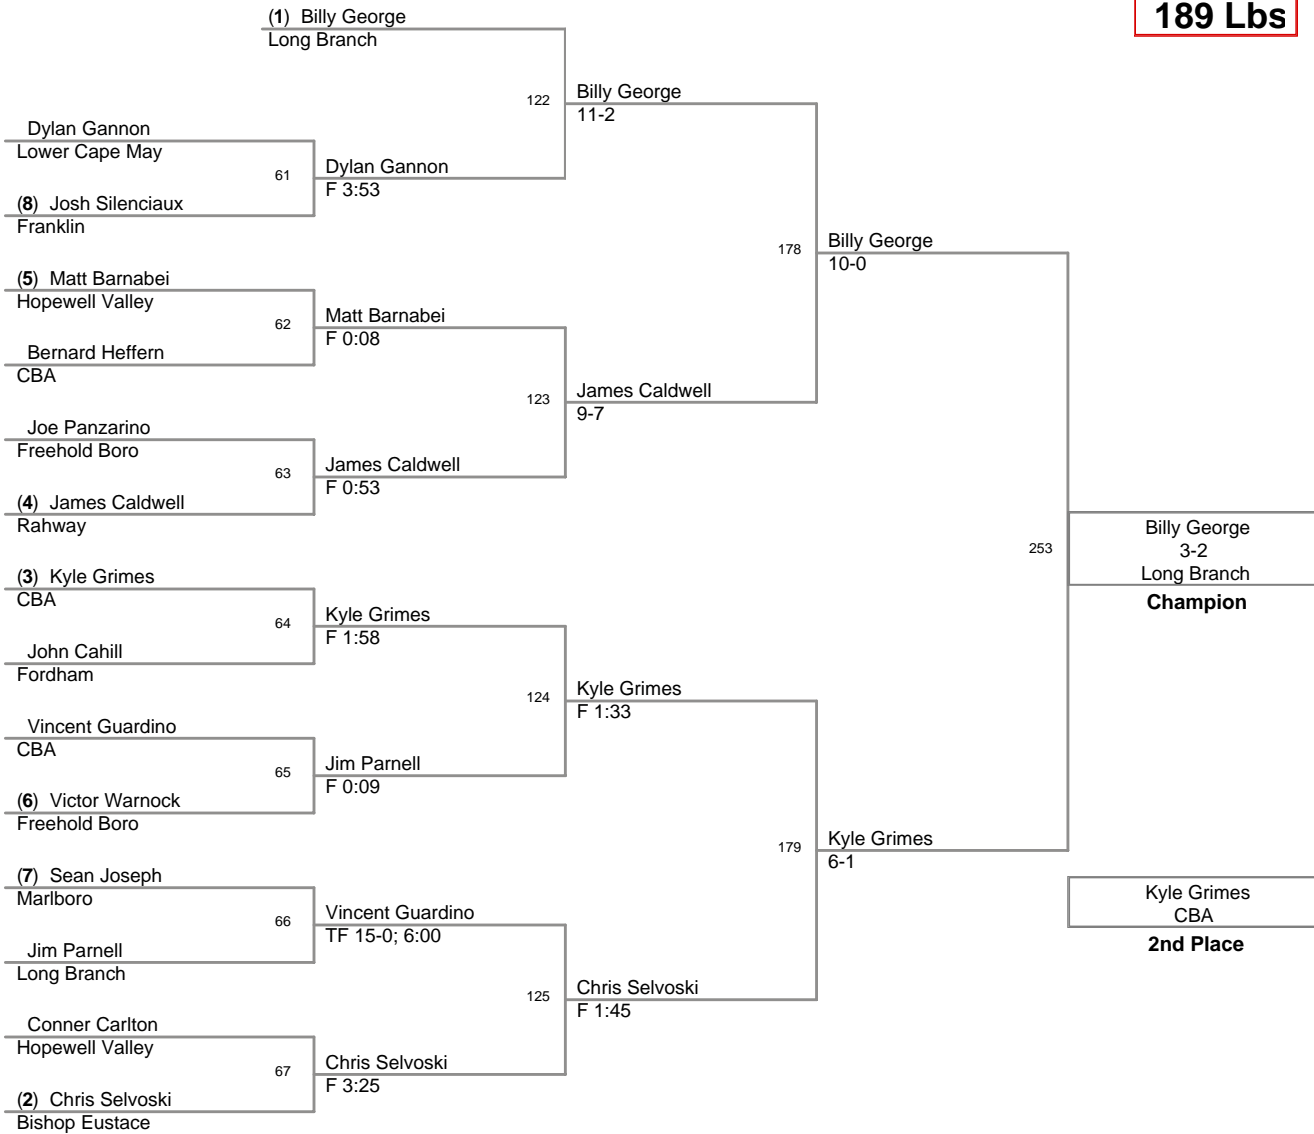 189 Lbs
(1) Billy George
Long Branch
Dylan Gannon
Lower Cape May
(8) Josh Silenciaux
Franklin
(5) Matt Barnabei
Hopewell Valley
Bernard Heffern
CBA
Joe Panzarino
Freehold Boro
(4) James Caldwell
Rahway
(3) Kyle Grimes
CBA
John Cahill
Fordham
Vincent Guardino
CBA
(6) Victor Warnock
Freehold Boro
(7) Sean Joseph
Marlboro
Jim Parnell
Long Branch
Conner Carlton
Hopewell Valley
(2) Chris Selvoski
Bishop Eustace
61
Dylan Gannon
F 3:53
62
Matt Barnabei
F 0:08
63
James Caldwell
F 0:53
64
Kyle Grimes
F 1:58
65
Jim Parnell
F 0:09
66
Vincent Guardino
TF 15-0; 6:00
67
Chris Selvoski
F 3:25
122
Billy George
11-2
123
James Caldwell
9-7
124
Kyle Grimes
F 1:33
125
Chris Selvoski
F 1:45
178
Billy George
10-0
179
Kyle Grimes
6-1
253
Billy George
3-2
Long Branch
Champion
Kyle Grimes
CBA
2nd Place